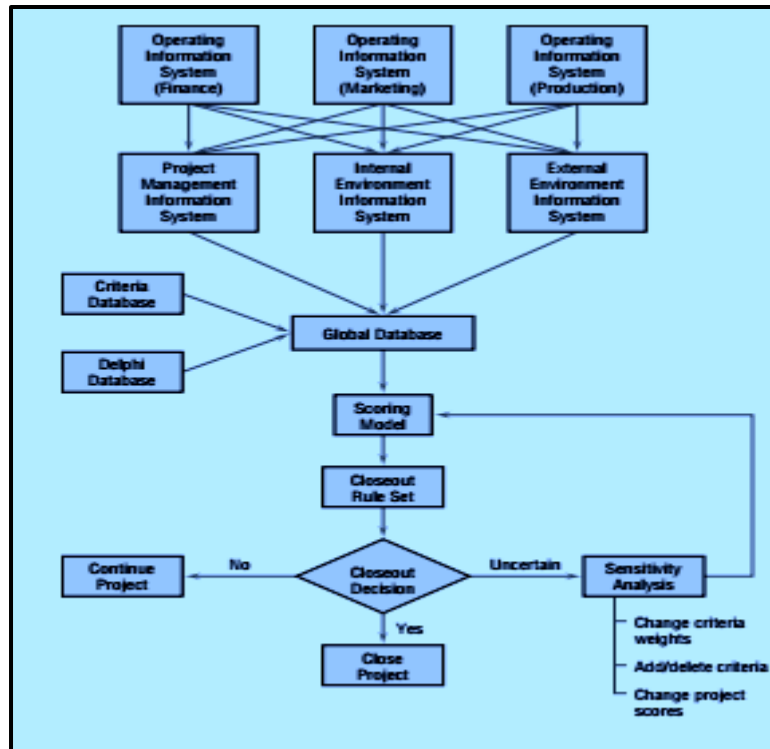 Operating
Information
System
(Finance)
Operating
Information
System
(Marketing)
Operating
Information
System
(Production)
Project
Management
Information
System
Internal
Environment
Information
System
External
Environment
Information
System
Criteria
Database
Global Database
Delphi
Database
Scoring
Model
Closeout
Rule Set
Continue
Project
No
Closeout
Decision
Uncertain
Sensitivity
Analysis
Yes
Close
Project
Change criteria
weights
Add/delete criteria
Change project
scores